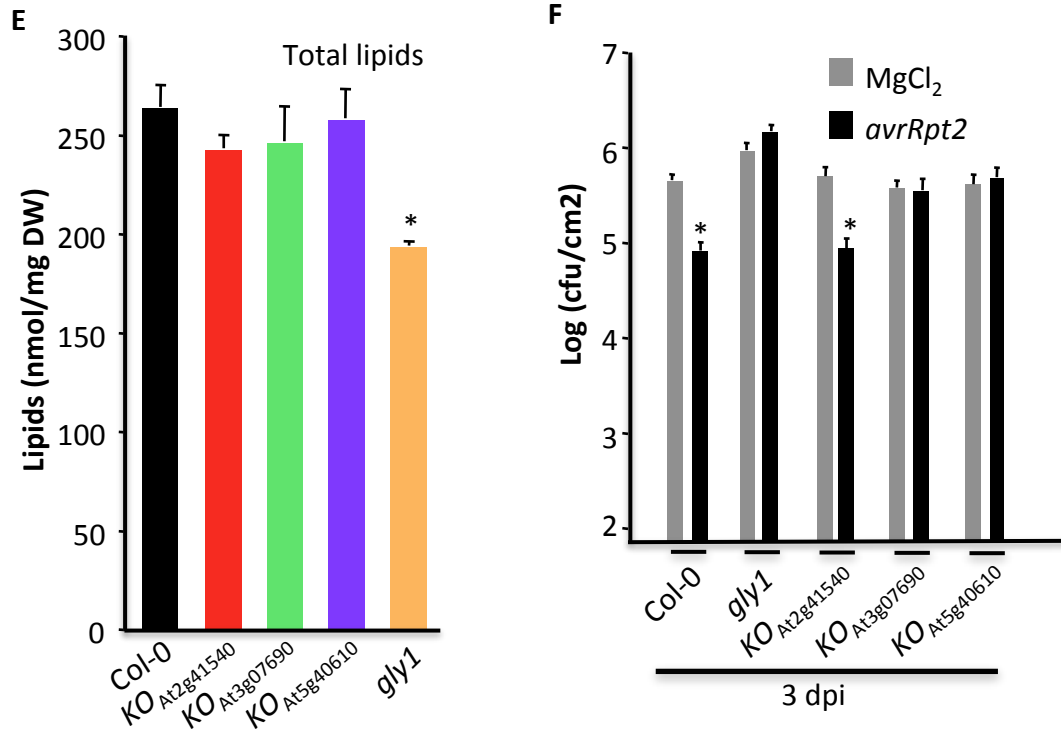 E
Total lipids
Lipids (nmol/mg DW)
300
250
200
150
100
50
0
*
Col-0
KO At2g41540
KO At3g07690
KO At5g40610
gly1
F
MgCl2
avrRpt2
Log (cfu/cm2)
7
6
5
4
3
2
*
*
Col-0
gly1
KO At2g41540
KO At3g07690
KO At5g40610
3 dpi